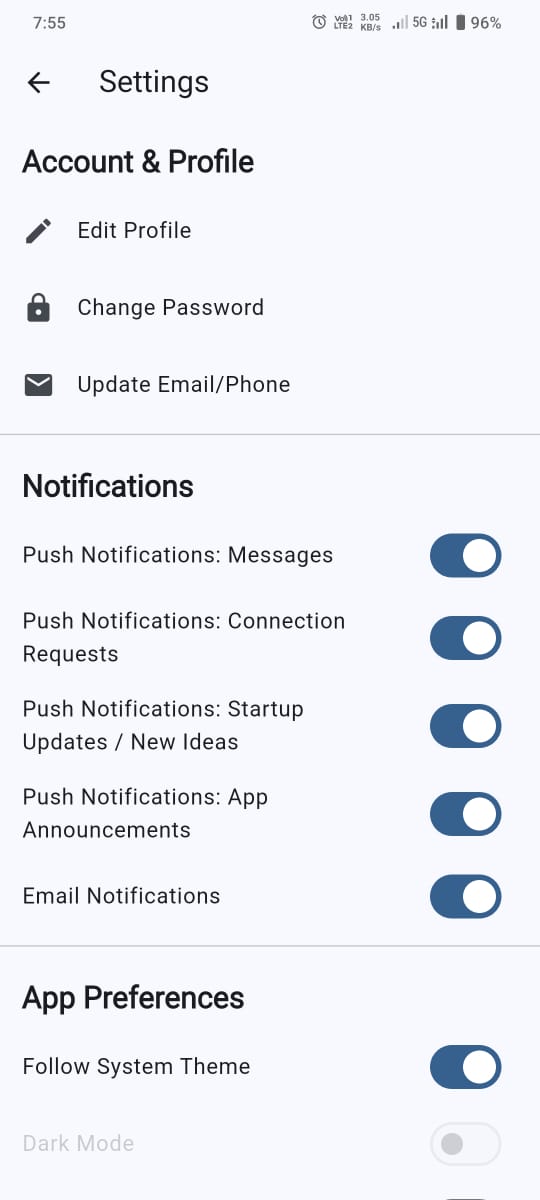 7:55
Vo1 LTE2 3.05 KB/s 5G 96%
Settings
Account & Profile
Edit Profile
Change Password
Update Email/Phone
Notifications
Push Notifications: Messages
Push Notifications: Connection
Requests
Push Notifications: Startup
Updates / New Ideas
Push Notifications: App
Announcements
Email Notifications
App Preferences
Follow System Theme
Dark Mode